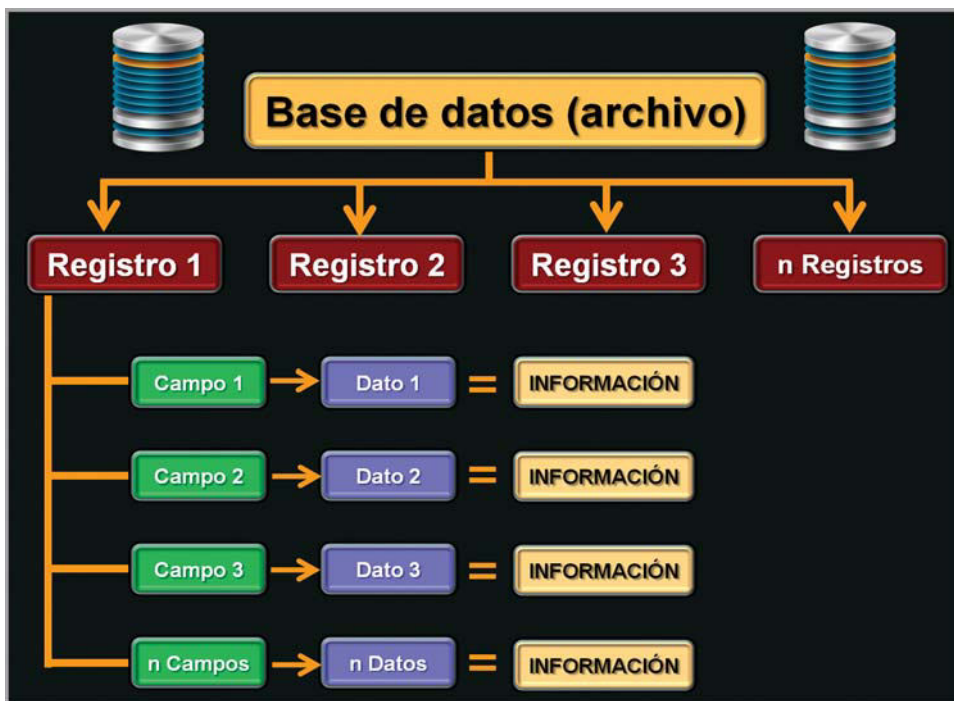 Base de datos (archivo)
Registro 1 Registro 2 Registro 3 n Registros
Campo 1 Dato 1 = INFORMACIÓN
Campo 2 Dato 2 = INFORMACIÓN
Campo 3 Dato 3 = INFORMACIÓN
n Campos n Datos = INFORMACIÓN